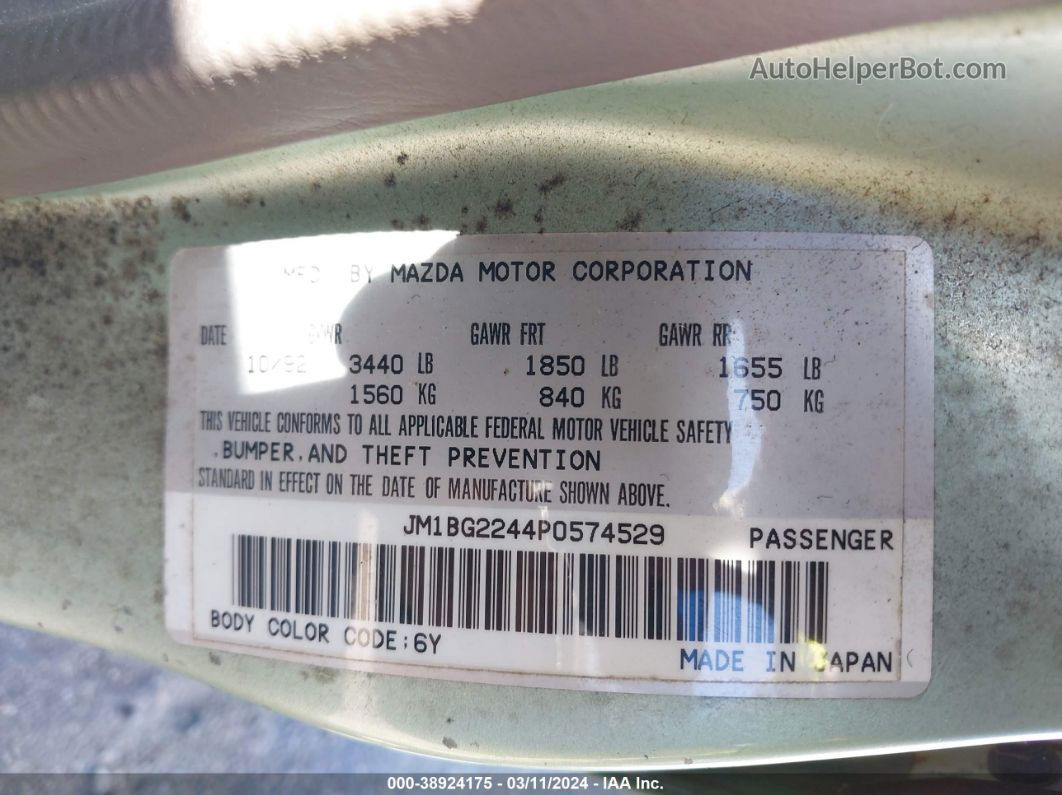 AutoHelperBot.com
MFD. BY MAZDA MOTOR CORPORATION
DATE GVWR GAWR FRT GAWR RR
10/92 3440 LB 1850 LB 1655 LB
1560 KG 840 KG 750 KG
THIS VEHICLE CONFORMS TO ALL APPLICABLE FEDERAL MOTOR VEHICLE SAFETY
.BUMPER.AND THEFT PREVENTION
STANDARD IN EFFECT ON THE DATE OF MANUFACTURE SHOWN ABOVE.
JM1BG2244P0574529 PASSENGER
BODY COLOR CODE:6Y
MADE IN JAPAN
000-38924175 - 03/11/2024 - IAA Inc.